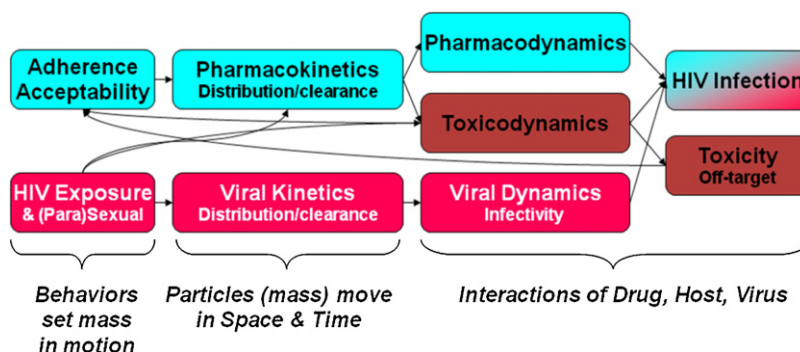 Adherence
Acceptability
Pharmacokinetics
Distribution/clearance
Pharmacodynamics
Toxicodynamics
HIV Infection
Toxicity
Off-target
HIV Exposure
& (Para)Sexual
Viral Kinetics
Distribution/clearance
Viral Dynamics
Infectivity
Behaviors
set mass
in motion
Particles (mass) move
in Space & Time
Interactions of Drug, Host, Virus